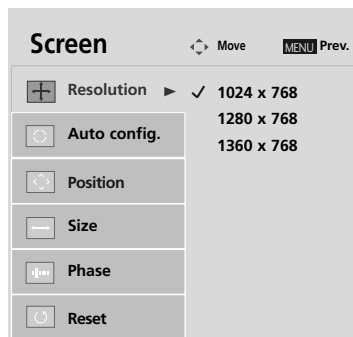 Screen Move MENU Prev.
Resolution ► ✓ 1024 x 768
1280 x 768
1360 x 768
Auto config.
Position
Size
Phase
Reset